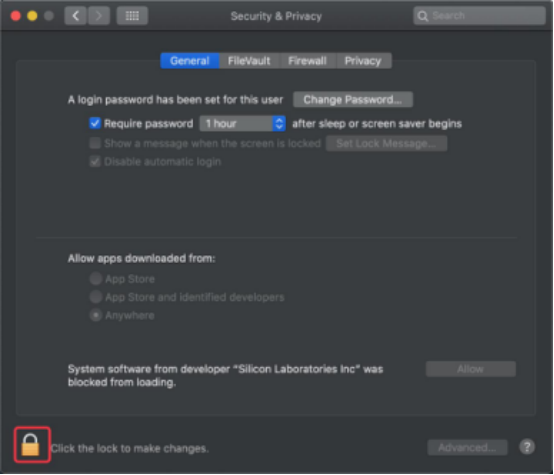 Security & Privacy
Search
General FileVault Firewall Privacy
A login password has been set for this user Change Password...
Require password 1 hour after sleep or screen saver begins
Show a message when the screen is locked Set Lock Message...
Disable automatic login
Allow apps downloaded from:
App Store
App Store and identified developers
Anywhere
System software from developer "Silicon Laboratories Inc" was
blocked from loading.
Allow
Click the lock to make changes.
Advanced...
?